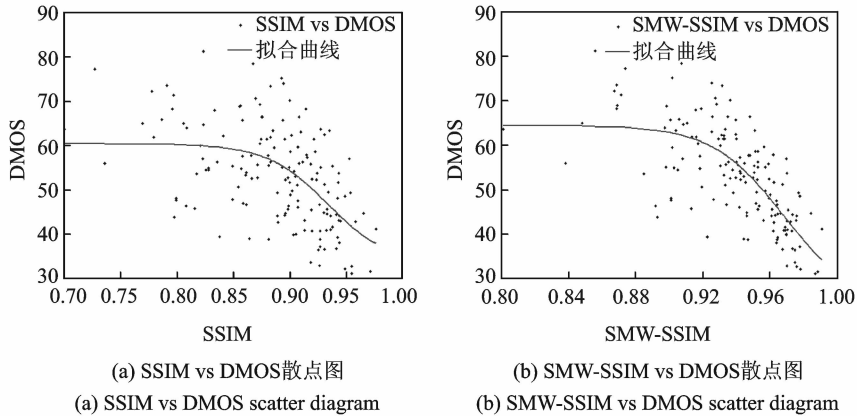 90
80
70
60
50
40
30
DMOS
SSIM vs DMOS
拟合曲线
0.70 0.75 0.80 0.85 0.90 0.95 1.00
SSIM
(a) SSIM vs DMOS散点图
(a) SSIM vs DMOS scatter diagram
90
80
70
60
50
40
30
DMOS
SMW-SSIM vs DMOS
拟合曲线
0.80 0.84 0.88 0.92 0.96 1.00
SMW-SSIM
(b) SMW-SSIM vs DMOS散点图
(b) SMW-SSIM vs DMOS scatter diagram